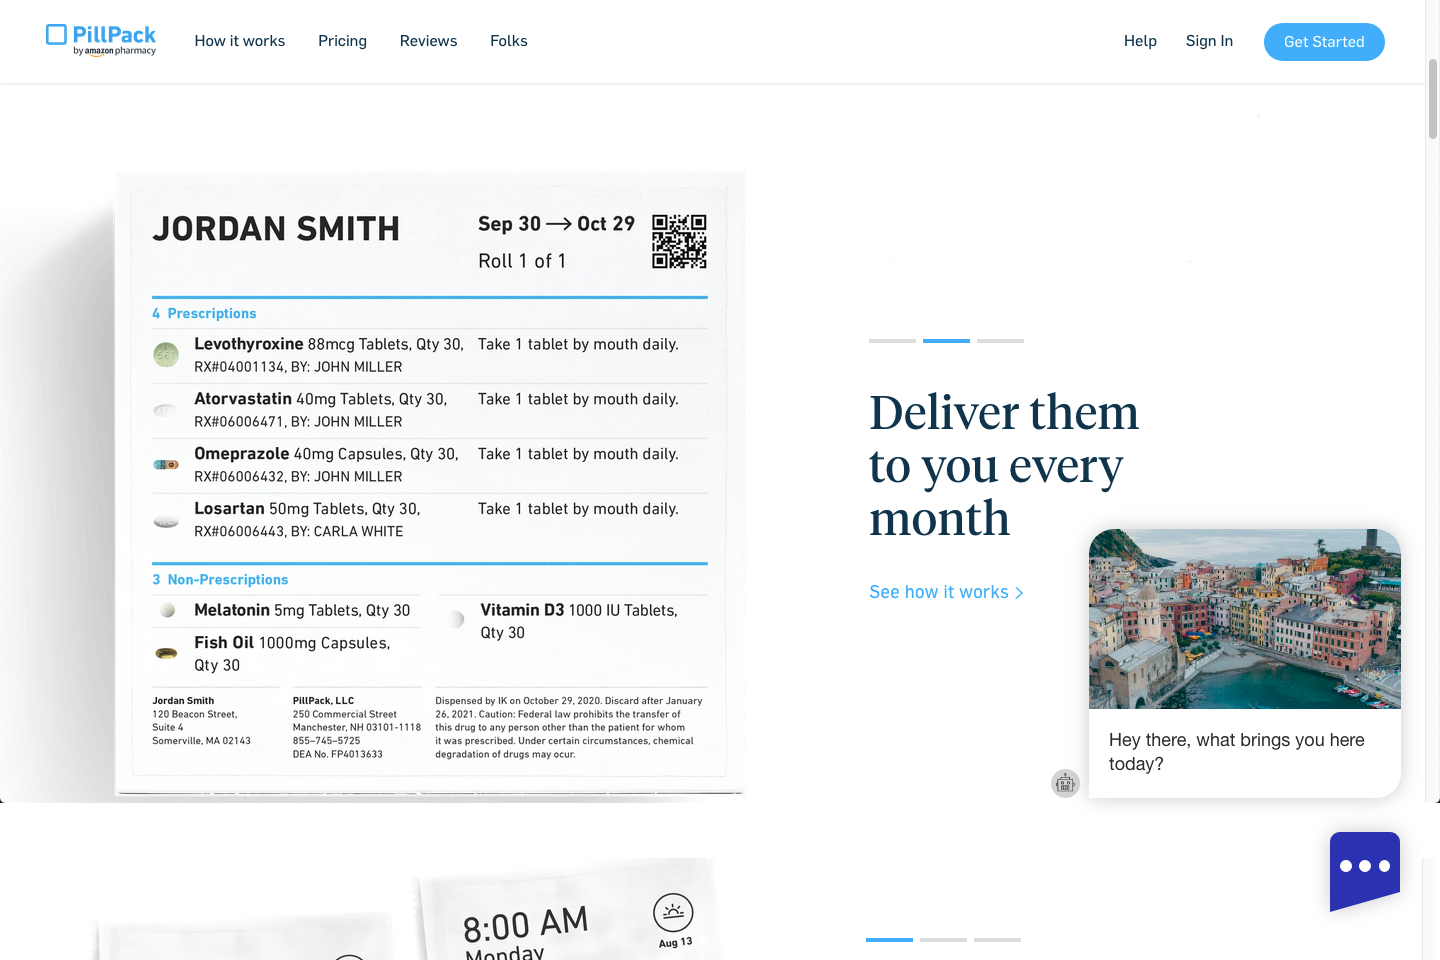 PillPack
by amazon pharmacy
How it works
Pricing
Reviews
Folks
Help
Sign In
Get Started
JORDAN SMITH
Sep 30 → Oct 29
Roll 1 of 1
4 Prescriptions
Levothyroxine 88mcg Tablets, Qty 30,
RX#04001134, BY: JOHN MILLER
Take 1 tablet by mouth daily.
Atorvastatin 40mg Tablets, Qty 30,
RX#06006471, BY: JOHN MILLER
Take 1 tablet by mouth daily.
Omeprazole 40mg Capsules, Qty 30,
RX#06006432, BY: JOHN MILLER
Take 1 tablet by mouth daily.
Losartan 50mg Tablets, Qty 30,
RX#06006443, BY: CARLA WHITE
Take 1 tablet by mouth daily.
3 Non-Prescriptions
Melatonin 5mg Tablets, Qty 30
Fish Oil 1000mg Capsules,
Qty 30
Vitamin D3 1000 IU Tablets,
Qty 30
Jordan Smith
120 Beacon Street,
Suite 4
Somerville, MA 02143
PillPack, LLC
250 Commercial Street
Manchester, NH 03101-1118
855–745–5725
DEA No. FP4013633
Dispensed by IK on October 29, 2020. Discard after January
26, 2021. Caution: Federal law prohibits the transfer of
this drug to any person other than the patient for whom
it was prescribed. Under certain circumstances, chemical
degradation of drugs may occur.
Deliver them
to you every
month
See how it works >
Hey there, what brings you here
today?
8:00 AM
Monday
Aug 13